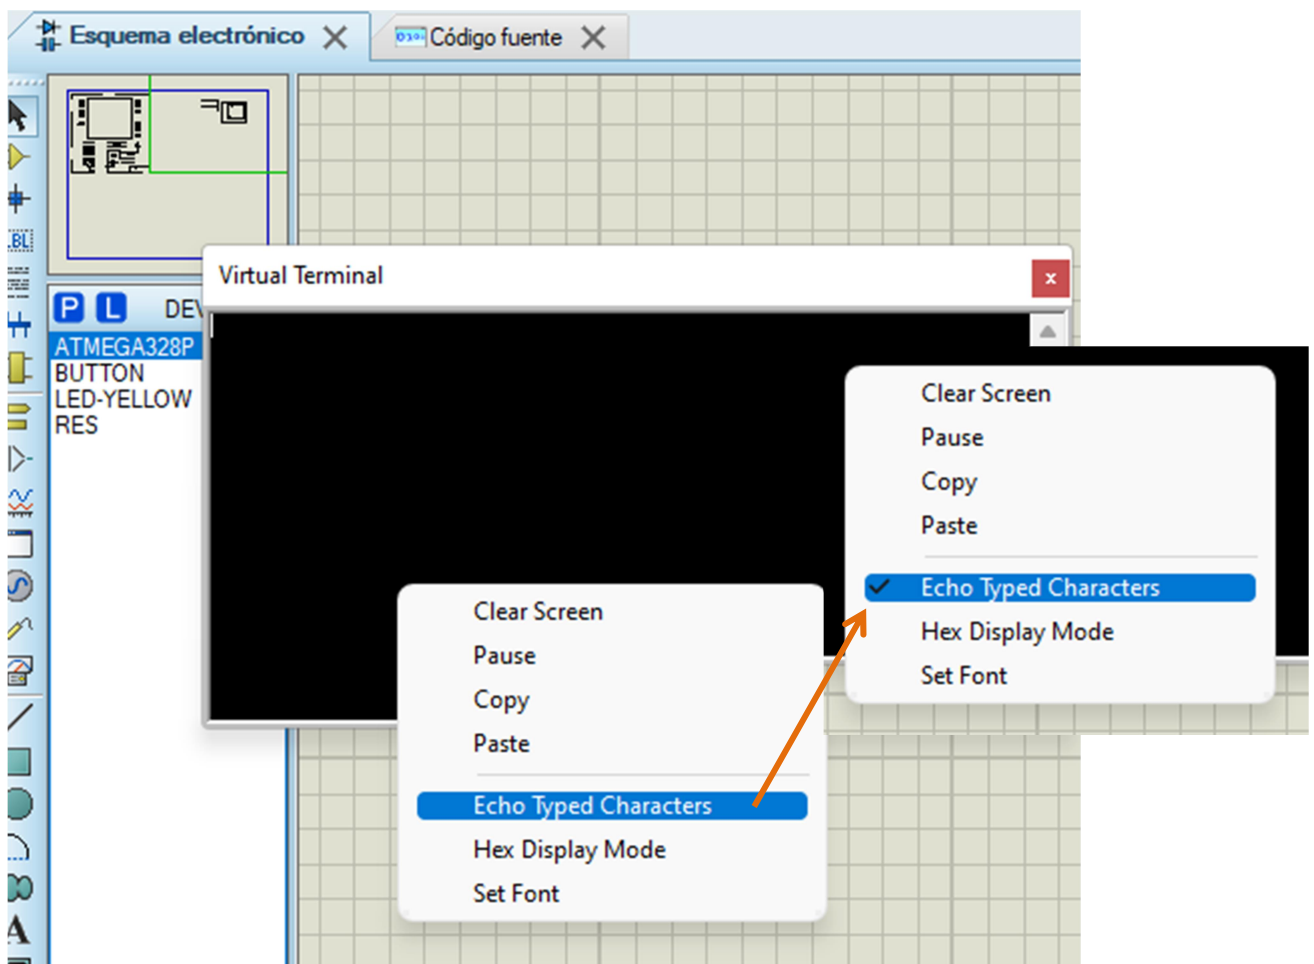 Esquema electrónico
Código fuente
LBL
Virtual Terminal
P L DEV
ATMEGA328P
BUTTON
LED-YELLOW
RES
Clear Screen
Pause
Copy
Paste
Echo Typed Characters
Hex Display Mode
Set Font
Clear Screen
Pause
Copy
Paste
Echo Typed Characters
Hex Display Mode
Set Font
A